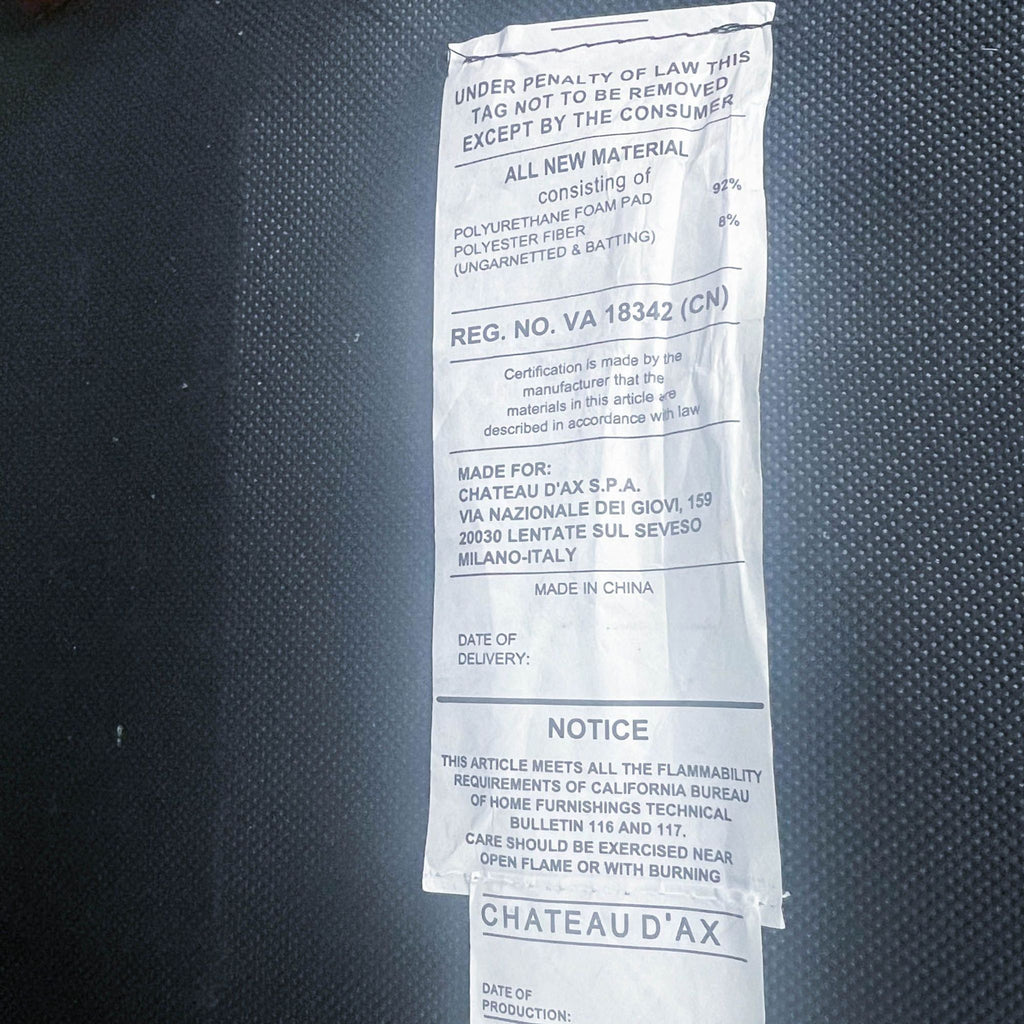 UNDER PENALTY OF LAW THIS
TAG NOT TO BE REMOVED
EXCEPT BY THE CONSUMER
ALL NEW MATERIAL
consisting of
POLYURETHANE FOAM PAD 92%
POLYESTER FIBER 8%
(UNGARNETTED & BATTING)
REG. NO. VA 18342 (CN)
Certification is made by the
manufacturer that the
materials in this article are
described in accordance with law
MADE FOR:
CHATEAU D'AX S.P.A.
VIA NAZIONALE DEI GIOVI, 159
20030 LENTATE SUL SEVESO
MILANO-ITALY
MADE IN CHINA
DATE OF
DELIVERY:
NOTICE
THIS ARTICLE MEETS ALL THE FLAMMABILITY
REQUIREMENTS OF CALIFORNIA BUREAU
OF HOME FURNISHINGS TECHNICAL
BULLETIN 116 AND 117.
CARE SHOULD BE EXERCISED NEAR
OPEN FLAME OR WITH BURNING
CHATEAU D'AX
DATE OF
PRODUCTION: